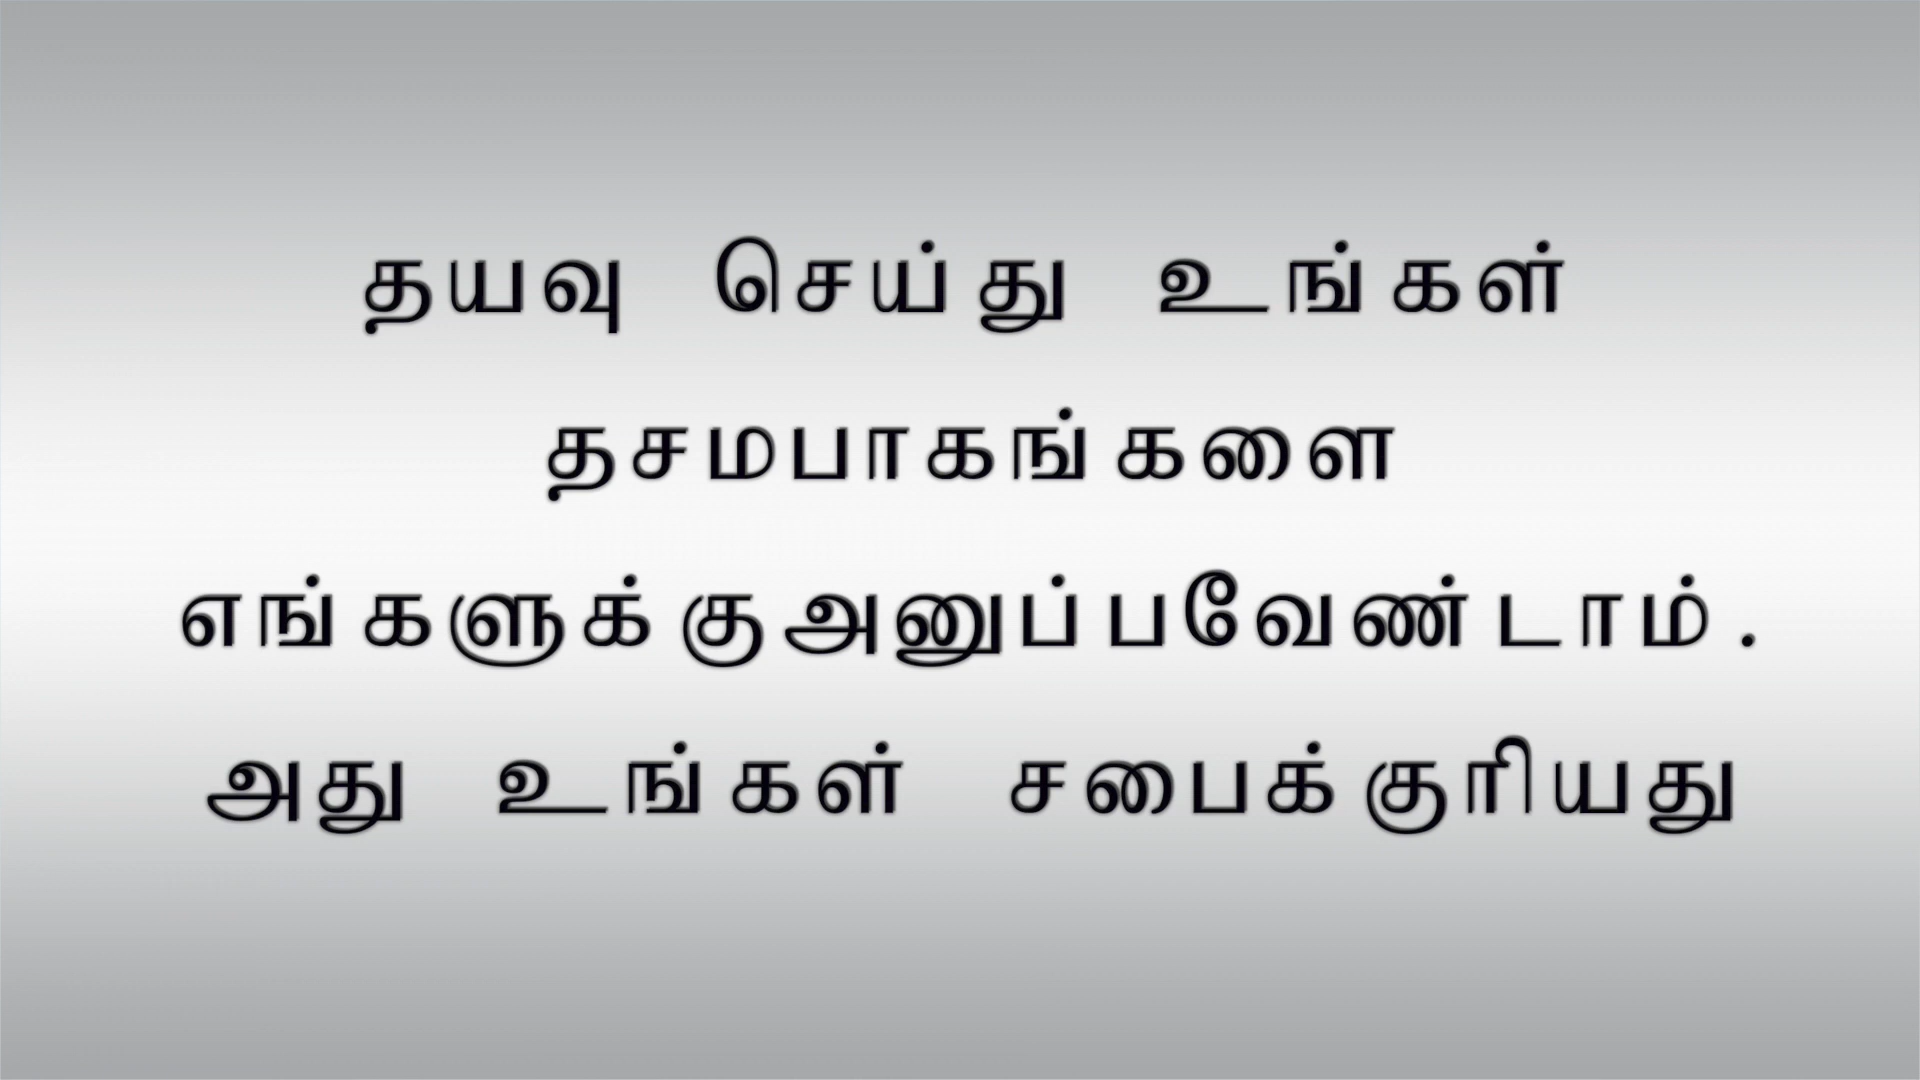 தயவு செய்து உங்கள்
தசமபாகங்களை
எங்களுக்குஅனுப்பவேண்டாம்.
அது உங்கள் சபைக்குரியது